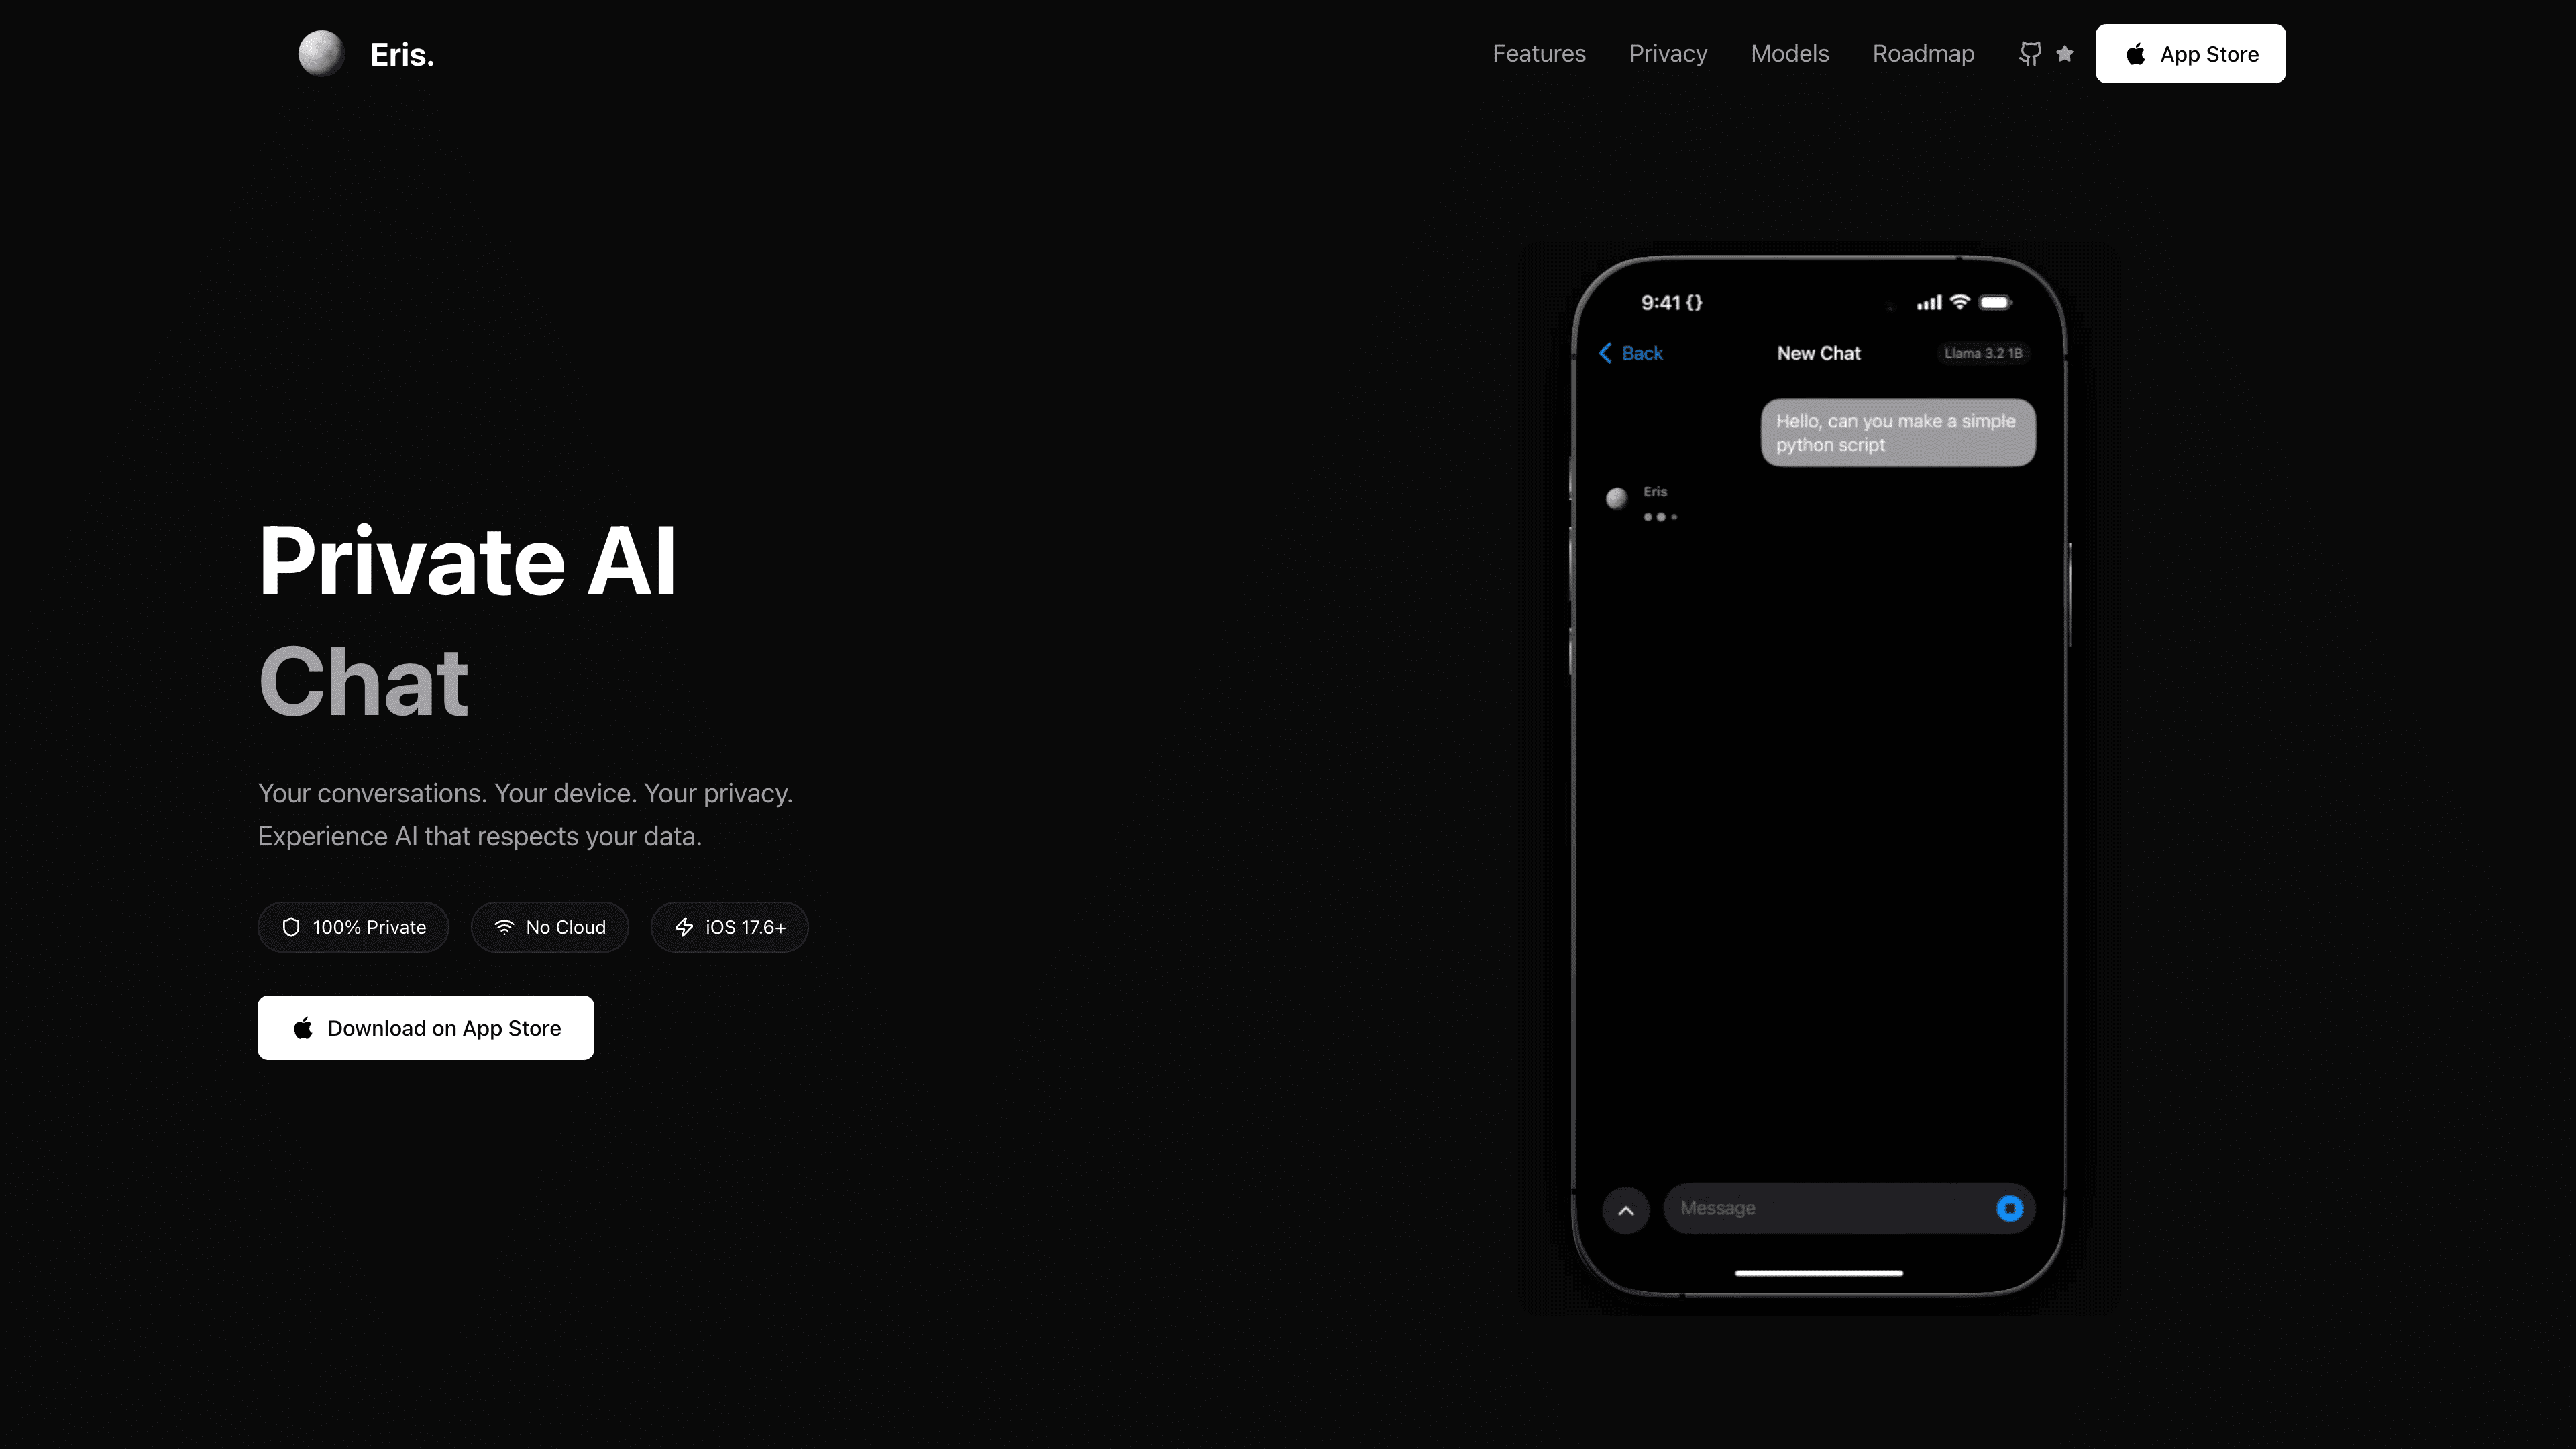 Eris.
Features
Privacy
Models
Roadmap
App Store
Private AI
Chat
Your conversations. Your device. Your privacy.
Experience AI that respects your data.
100% Private
No Cloud
iOS 17.6+
Download on App Store
9:41 {}
Back
New Chat
Llama 3.2 1B
Hello, can you make a simple
python script
Eris
Message